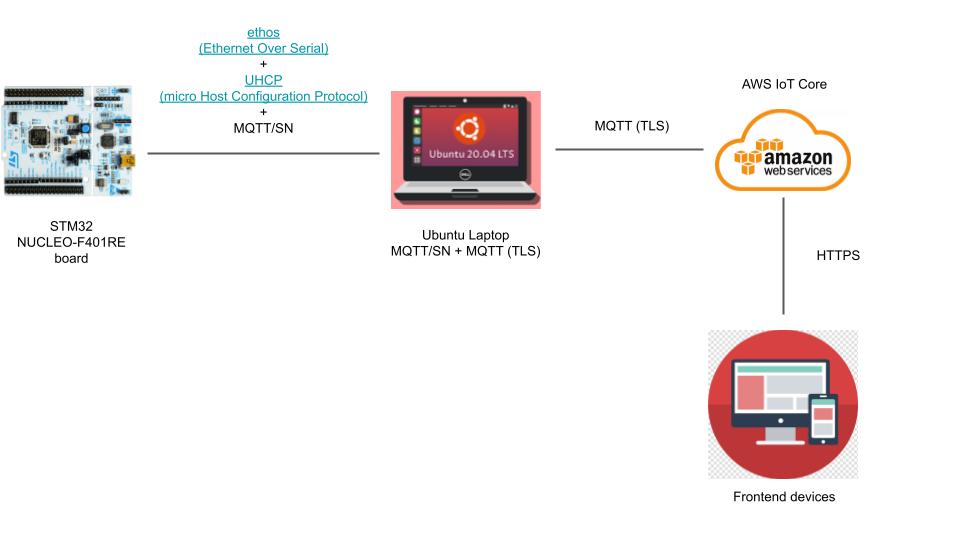 ethos
(Ethernet Over Serial)
+
UHCP
(micro Host Configuration Protocol)
+
MQTT/SN
STM32
NUCLEO-F401RE
board
Ubuntu 20.04 LTS
DELL
Ubuntu Laptop
MQTT/SN + MQTT (TLS)
MQTT (TLS)
AWS IoT Core
amazon
web services
HTTPS
Frontend devices